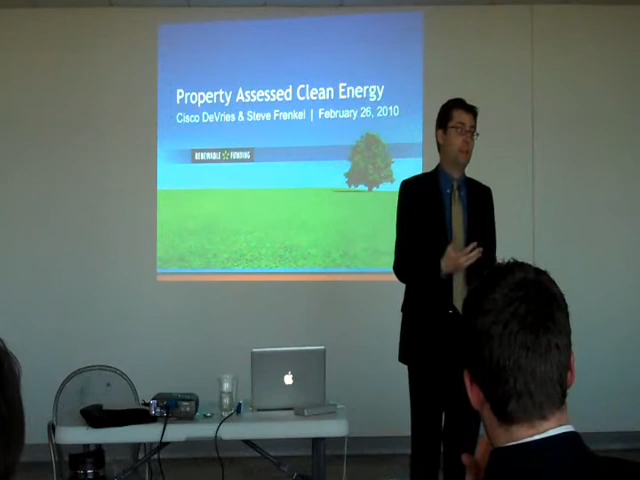 Property Assessed Clean Energy
Cisco DeVries & Steve Frenkel | February 26, 2010
RENEWABLE FUNDING